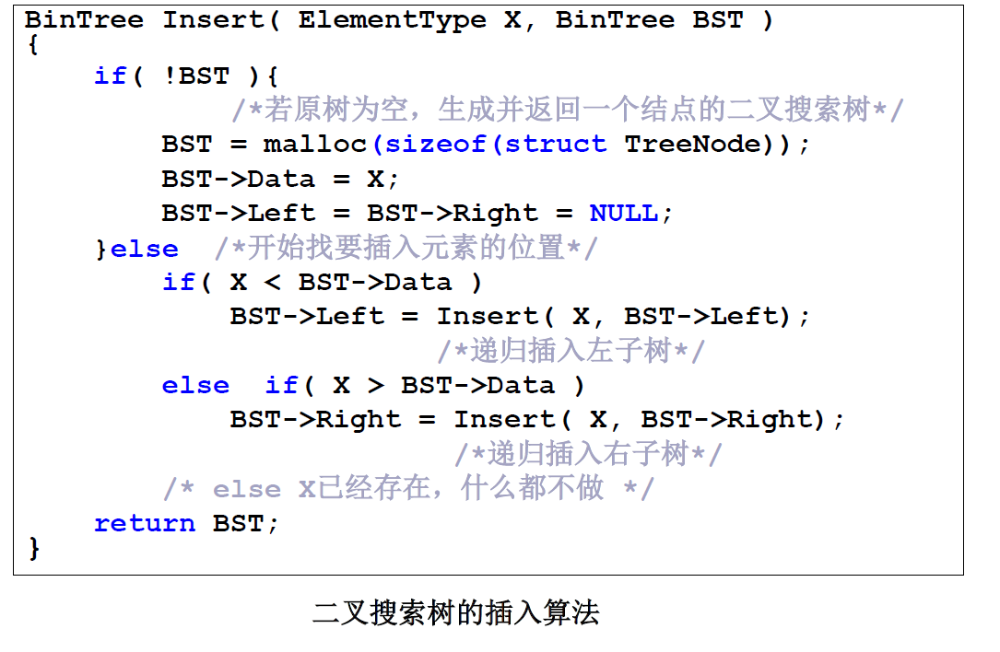 BinTree Insert( ElementType X, BinTree BST )
{
    if( !BST ){
            /*若原树为空，生成并返回一个结点的二叉搜索树*/
        BST = malloc(sizeof(struct TreeNode));
        BST->Data = X;
        BST->Left = BST->Right = NULL;
    }else  /*开始找要插入元素的位置*/
        if( X < BST->Data )
            BST->Left = Insert( X, BST->Left);
                        /*递归插入左子树*/
        else  if( X > BST->Data )
            BST->Right = Insert( X, BST->Right);
                         /*递归插入右子树*/
        /* else X已经存在，什么都不做 */
    return BST;
}
二叉搜索树的插入算法